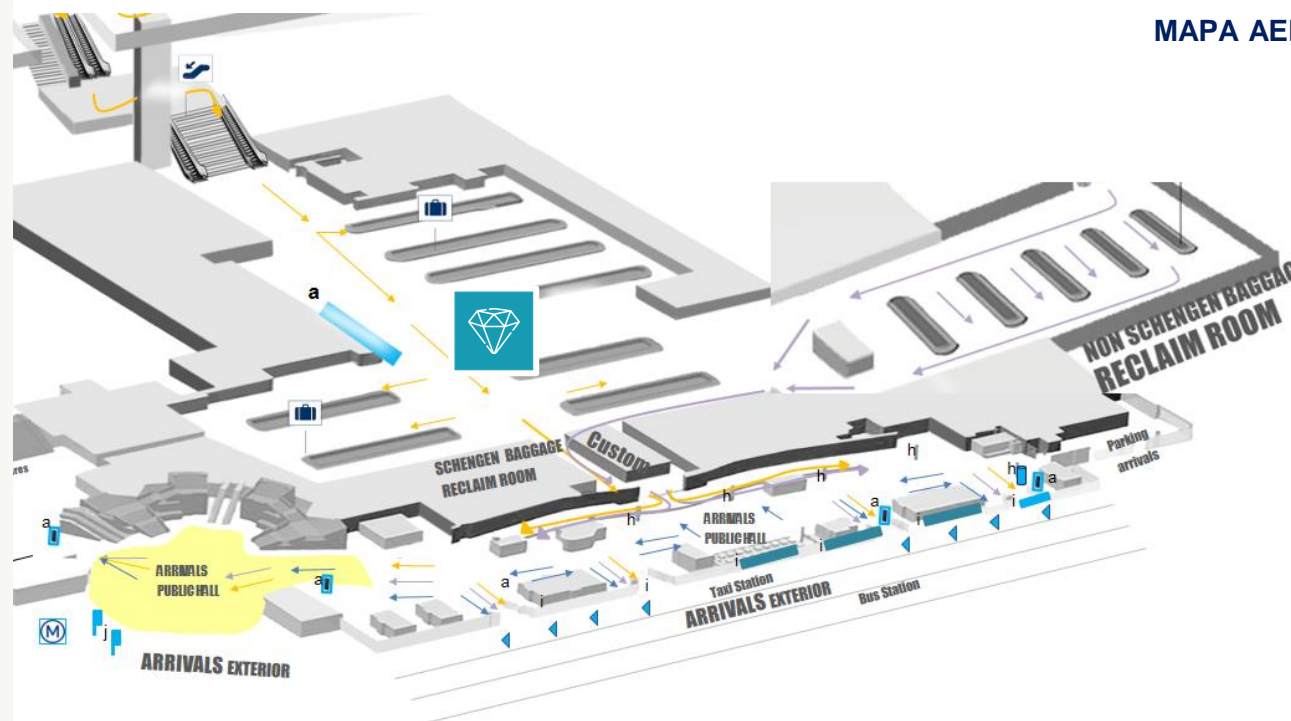 MAPA AE
a
NON SCHENGEN BAGGAGE
RECLAIM ROOM
Custom
SCHENGEN BAGGAGE
RECLAIM ROOM
Parking
arrivals
h
h
a
h
h
h
h
a
i
i
ARRIVALS
PUBLIC HALL
i
i
a
ARRIVALS
PUBLIC HALL
a
a
i
i
Taxi Station
ARRIVALS EXTERIOR
Bus Station
M
j
ARRIVALS EXTERIOR